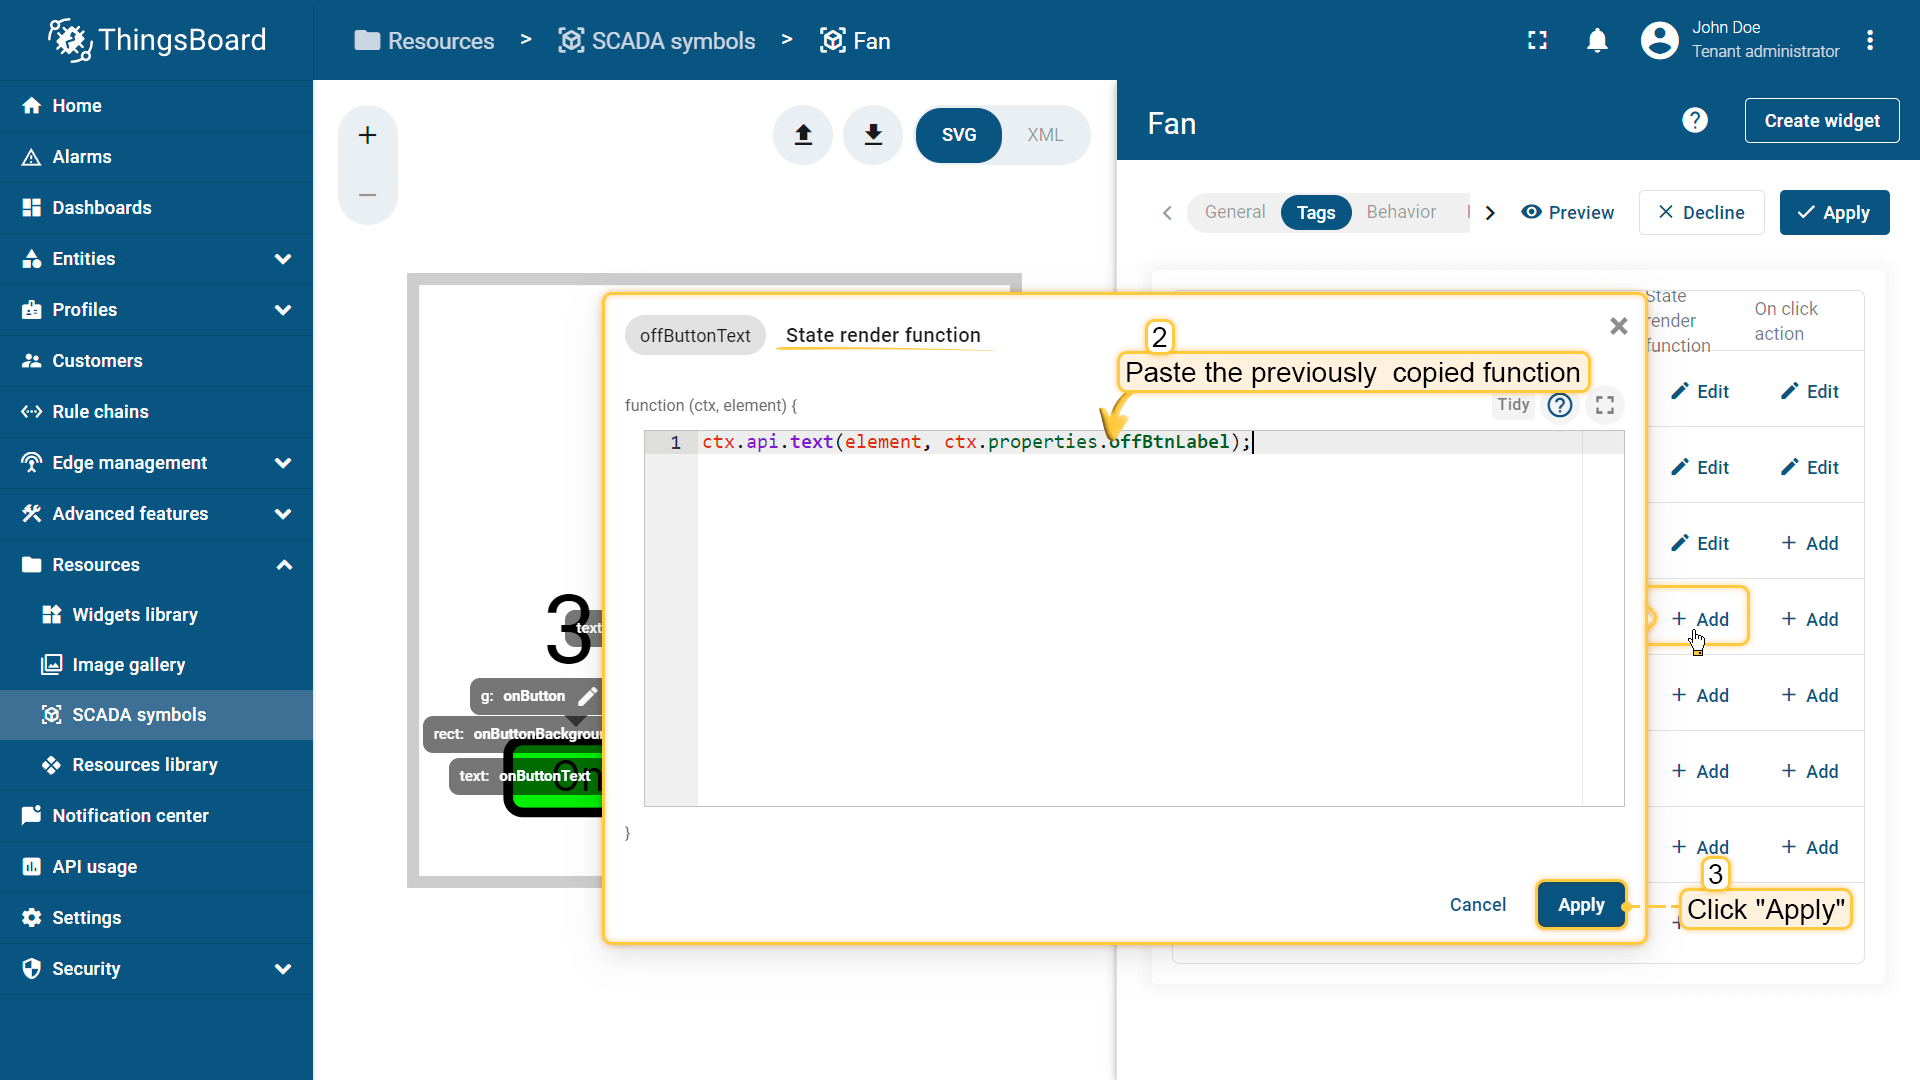 ThingsBoard
Resources > SCADA symbols > Fan
John Doe
Tenant administrator
Home
Alarms
Dashboards
Entities
Profiles
Customers
Rule chains
Edge management
Advanced features
Resources
Widgets library
Image gallery
SCADA symbols
Resources library
Notification center
API usage
Settings
Security
+
−
SVG
XML
Fan
?
Create widget
General
Tags
Behavior
Preview
Decline
Apply
State
render
function
On click
action
Edit
Edit
Edit
Edit
Edit
+ Add
+ Add
+ Add
+ Add
+ Add
+ Add
+ Add
+ Add
+ Add
3
text
g: onButton
rect: onButtonBackgrou
On
text: onButtonText
offButtonText
State render function
2
Paste the previously copied function
function (ctx, element) {
Tidy
?
1
ctx.api.text(element, ctx.properties.offBtnLabel);
}
Cancel
Apply
3
Click "Apply"